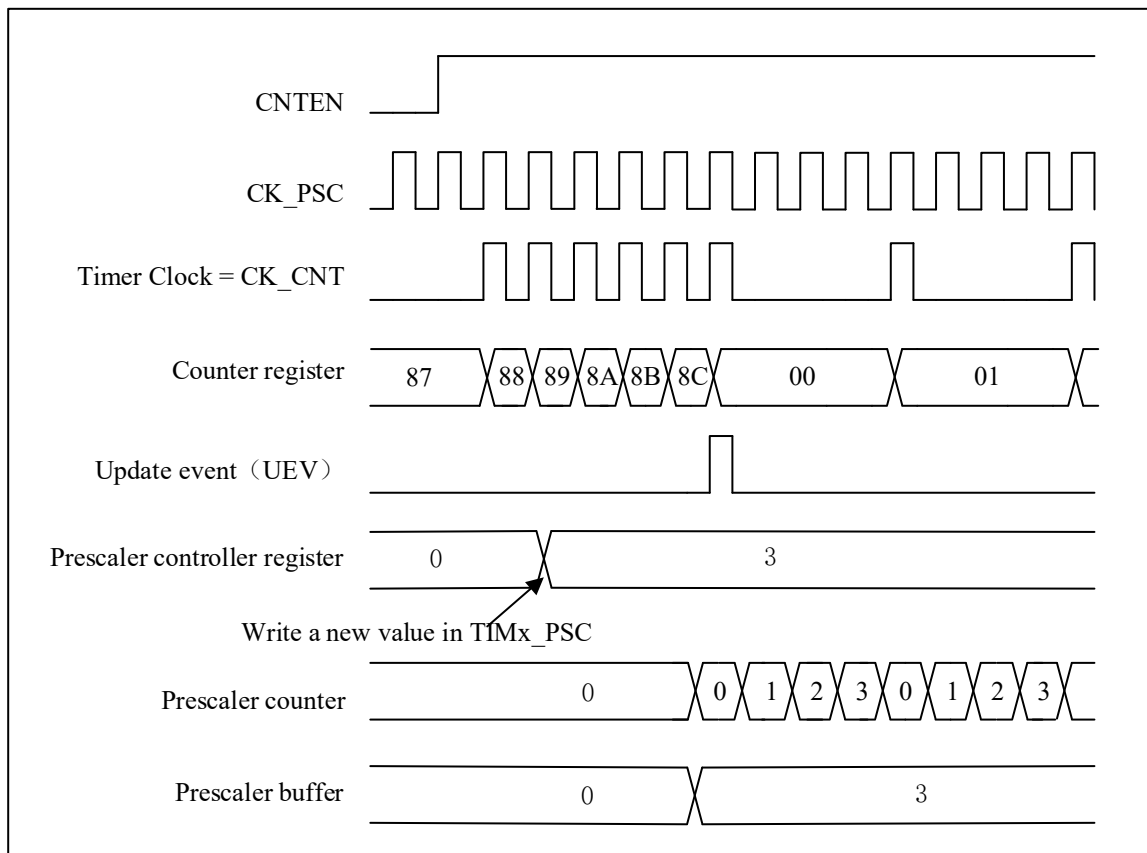 CNTEN
CK_PSC
Timer Clock = CK_CNT
Counter register
87 88 89 8A 8B 8C 00 01
Update event（UEV）
Prescaler controller register
0 3
Write a new value in TIMx_PSC
Prescaler counter
0 0 1 2 3 0 1 2 3
Prescaler buffer
0 3